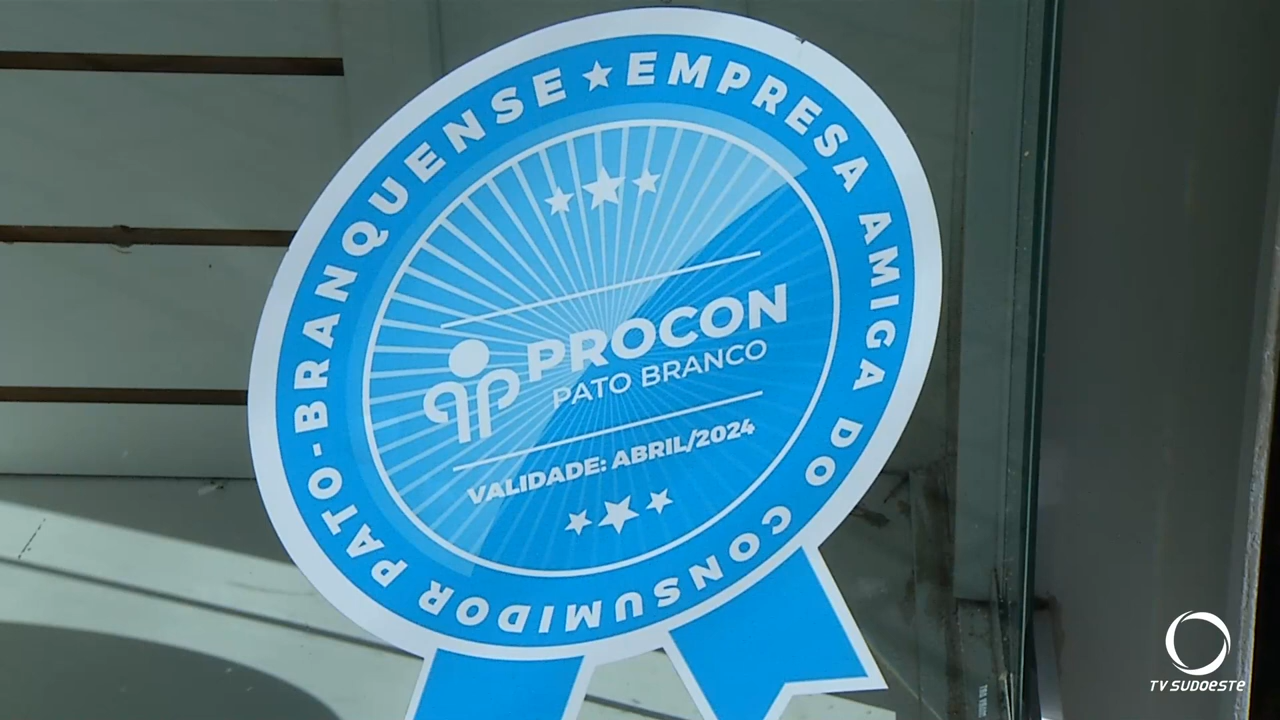 ★ EMPRESA AMIGA DO CONSUMIDOR PATO-BRANQUENSE
PROCON
PATO BRANCO
VALIDADE: ABRIL/2024
TV SUDOESTE